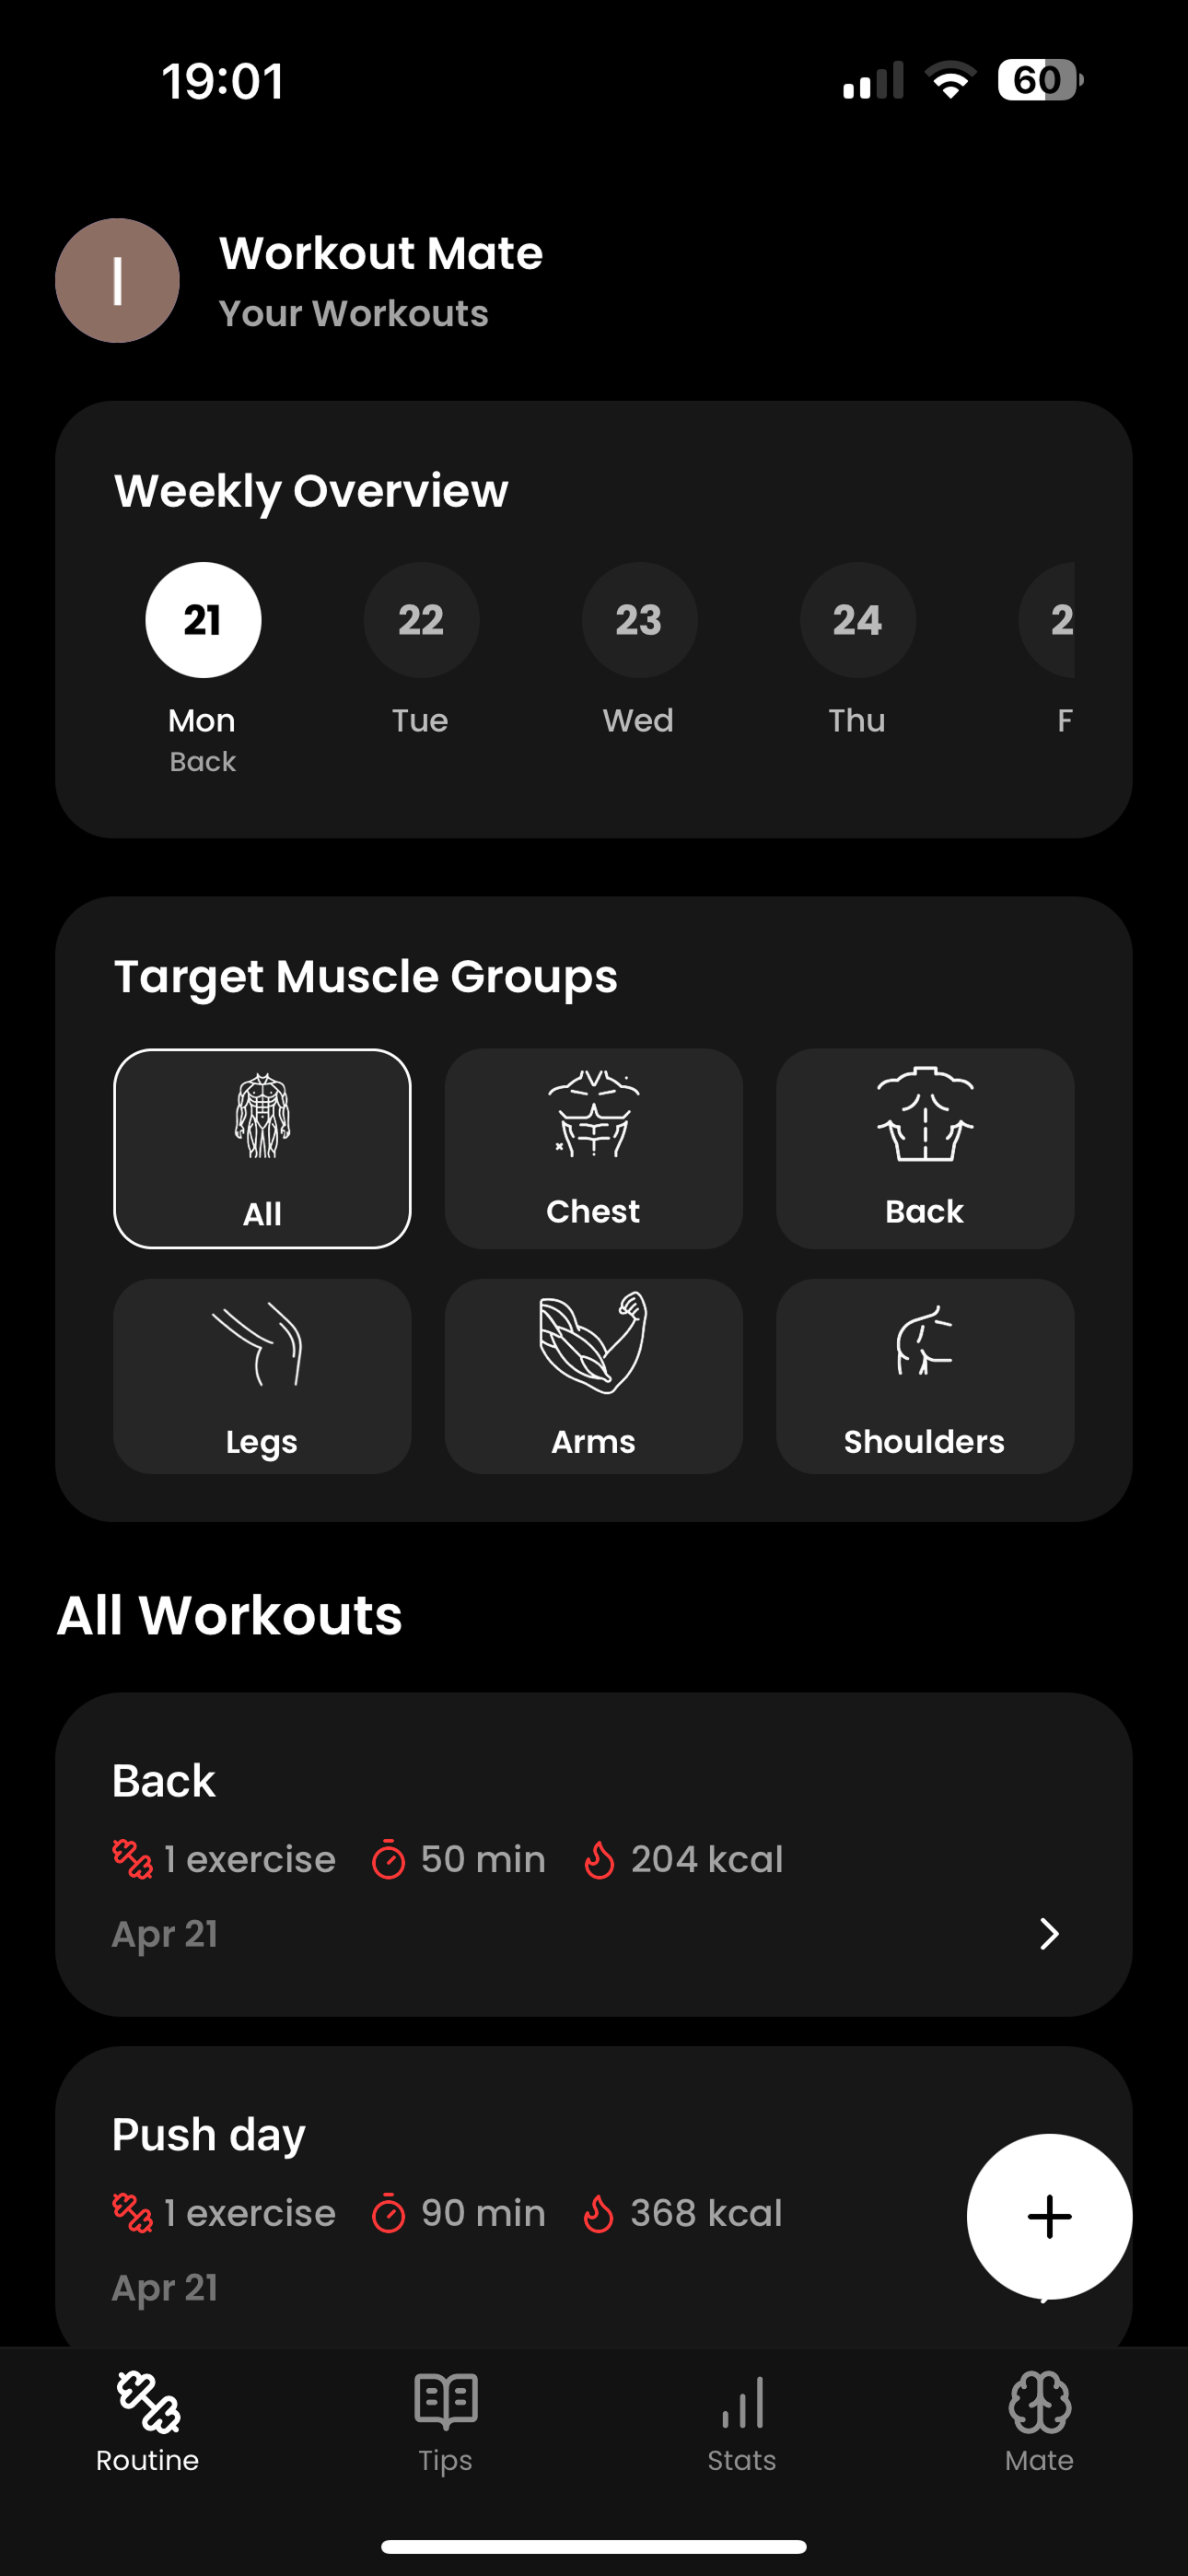 19:01
60
I
Workout Mate
Your Workouts
Weekly Overview
21 22 23 24 2
Mon Tue Wed Thu F
Back
Target Muscle Groups
All Chest Back
Legs Arms Shoulders
All Workouts
Back
1 exercise 50 min 204 kcal
Apr 21
Push day
1 exercise 90 min 368 kcal
Apr 21
Routine Tips Stats Mate